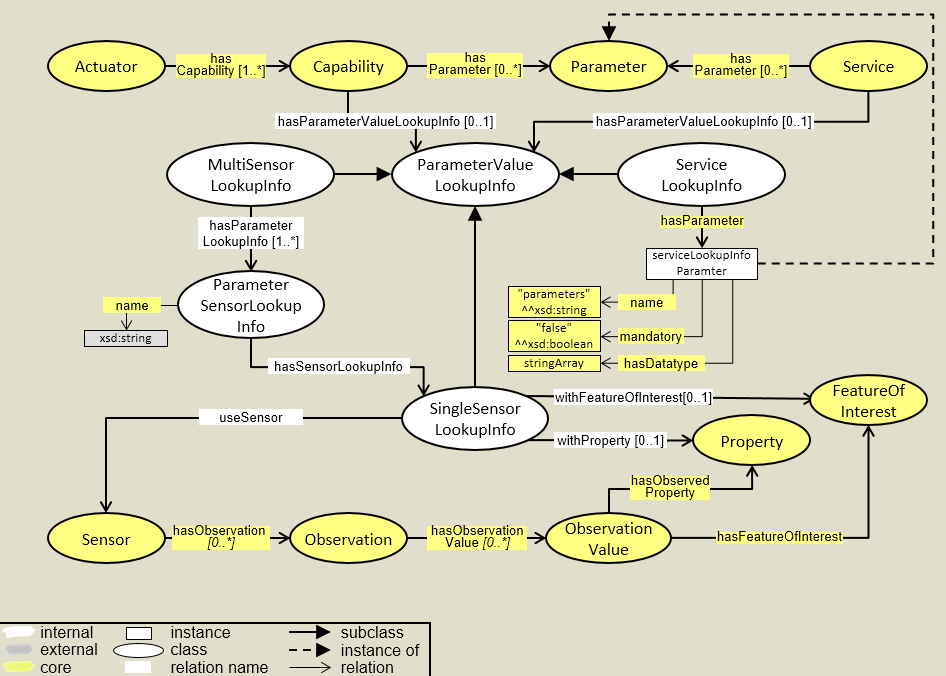 Actuator
has
Capability [1..*]
Capability
has
Parameter [0..*]
Parameter
has
Parameter [0..*]
Service
hasParameterValueLookupInfo [0..1]
hasParameterValueLookupInfo [0..1]
MultiSensor
LookupInfo
ParameterValue
LookupInfo
Service
LookupInfo
hasParameter
LookupInfo [1..*]
hasParameter
serviceLookupInfo
Paramter
Parameter
SensorLookup
Info
name
xsd:string
"parameters"
^^xsd:string
name
"false"
^^xsd:boolean
mandatory
stringArray
hasDatatype
hasSensorLookupInfo
useSensor
SingleSensor
LookupInfo
withFeatureOfInterest[0..1]
FeatureOf
Interest
withProperty [0..1]
Property
hasObserved
Property
Sensor
hasObservation
[0..*]
Observation
hasObservation
Value [0..*]
Observation
Value
hasFeatureOfInterest
internal
instance
subclass
external
class
instance of
core
relation name
relation